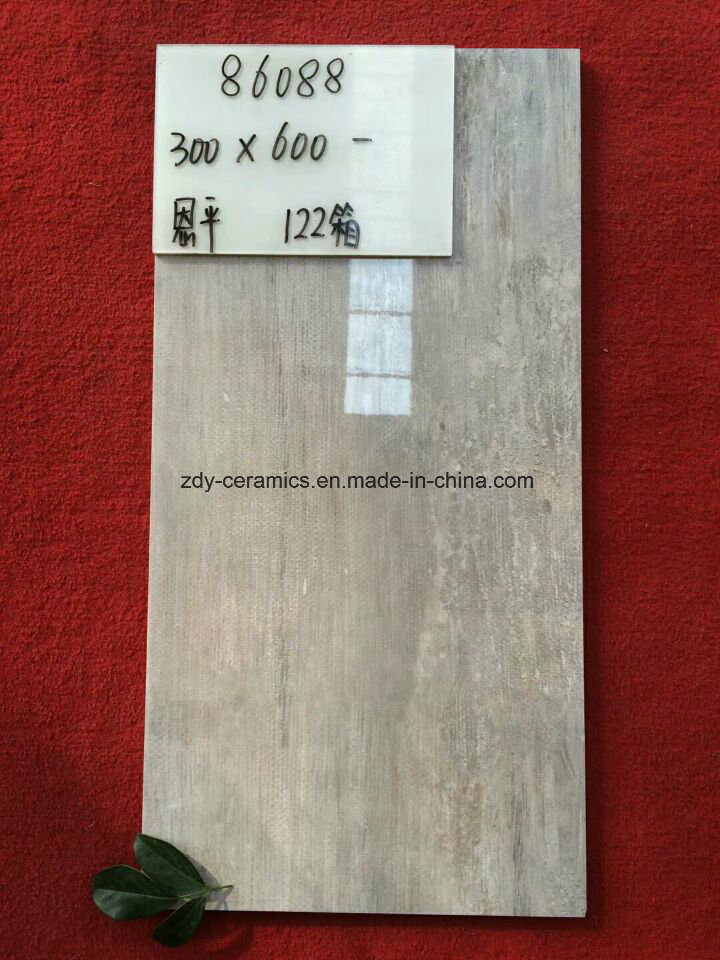 86088
300 x 600 -
恩平 122箱
zdy-ceramics.en.made-in-china.com